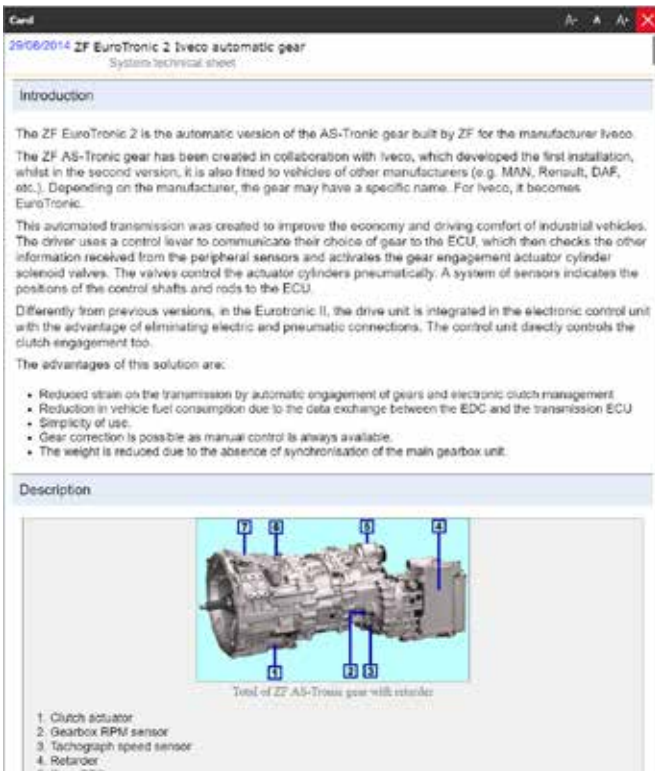 Card
A- A A+ X
29/08/2014 ZF EuroTronic 2 Iveco automatic gear
System technical sheet
Introduction
The ZF EuroTronic 2 is the automatic version of the AS-Tronic gear built by ZF for the manufacturer Iveco.
The ZF AS-Tronic gear has been created in collaboration with Iveco, which developed the first installation,
whilst in the second version, it is also fitted to vehicles of other manufacturers (e.g. MAN, Renault, DAF,
etc.). Depending on the manufacturer, the gear may have a specific name. For Iveco, it becomes
EuroTronic.
This automated transmission was created to improve the economy and driving comfort of industrial vehicles.
The driver uses a control lever to communicate their choice of gear to the ECU, which then checks the other
information received from the peripheral sensors and activates the gear engagement actuator cylinder
solenoid valves. The valves control the actuator cylinders pneumatically. A system of sensors indicates the
positions of the control shafts and rods to the ECU.
Differently from previous versions, in the Eurotronic II, the drive unit is integrated in the electronic control unit
with the advantage of eliminating electric and pneumatic connections. The control unit directly controls the
clutch engagement too.
The advantages of this solution are:
• Reduced strain on the transmission by automatic engagement of gears and electronic clutch management
• Reduction in vehicle fuel consumption due to the data exchange between the EDC and the transmission ECU
• Simplicity of use.
• Gear correction is possible as manual control is always available.
• The weight is reduced due to the absence of synchronisation of the main gearbox unit.
Description
7 6 5 4
1 2 3
Total of ZF AS-Tronic gear with retarder
1. Clutch actuator
2. Gearbox RPM sensor
3. Tachograph speed sensor
4. Retarder